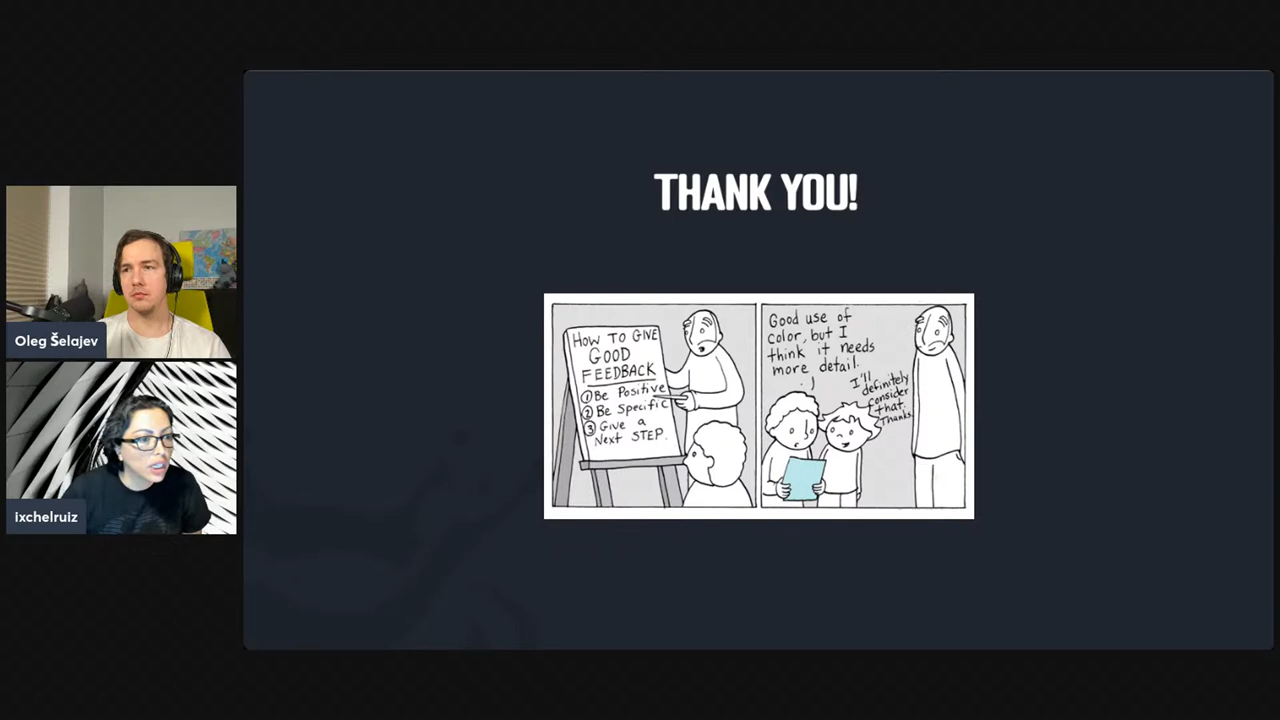 THANK YOU!
HOW TO GIVE
GOOD
FEEDBACK
① Be Positive
② Be Specific
③ Give a
Next STEP.
Good use of
color, but I
think it needs
more detail.
I'll
definitely
consider
that.
Thanks.
Oleg Šelajev
ixchelruiz